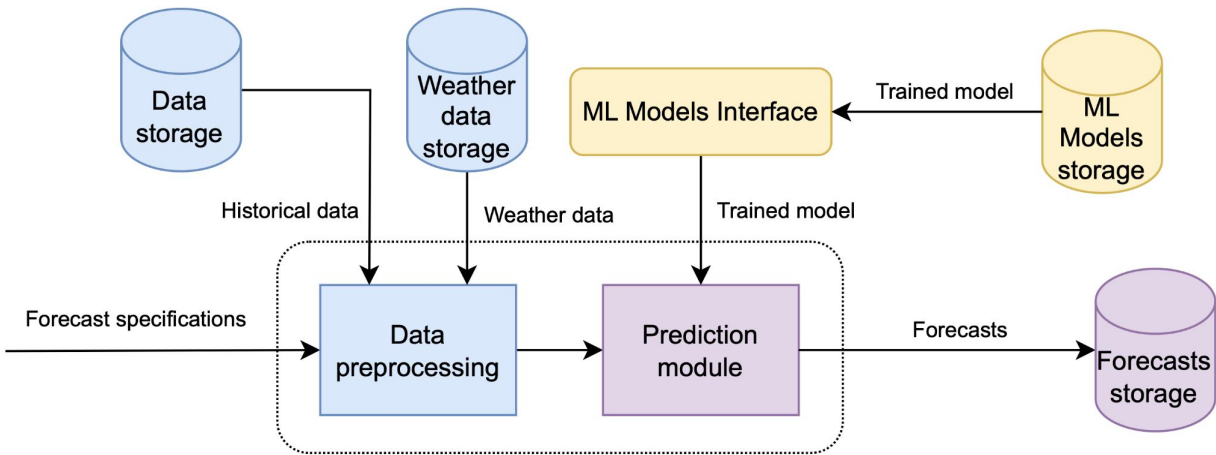 Data
storage
Weather
data
storage
ML Models Interface
Trained model
ML
Models
storage
Historical data
Weather data
Trained model
Forecast specifications
Data
preprocessing
Prediction
module
Forecasts
Forecasts
storage